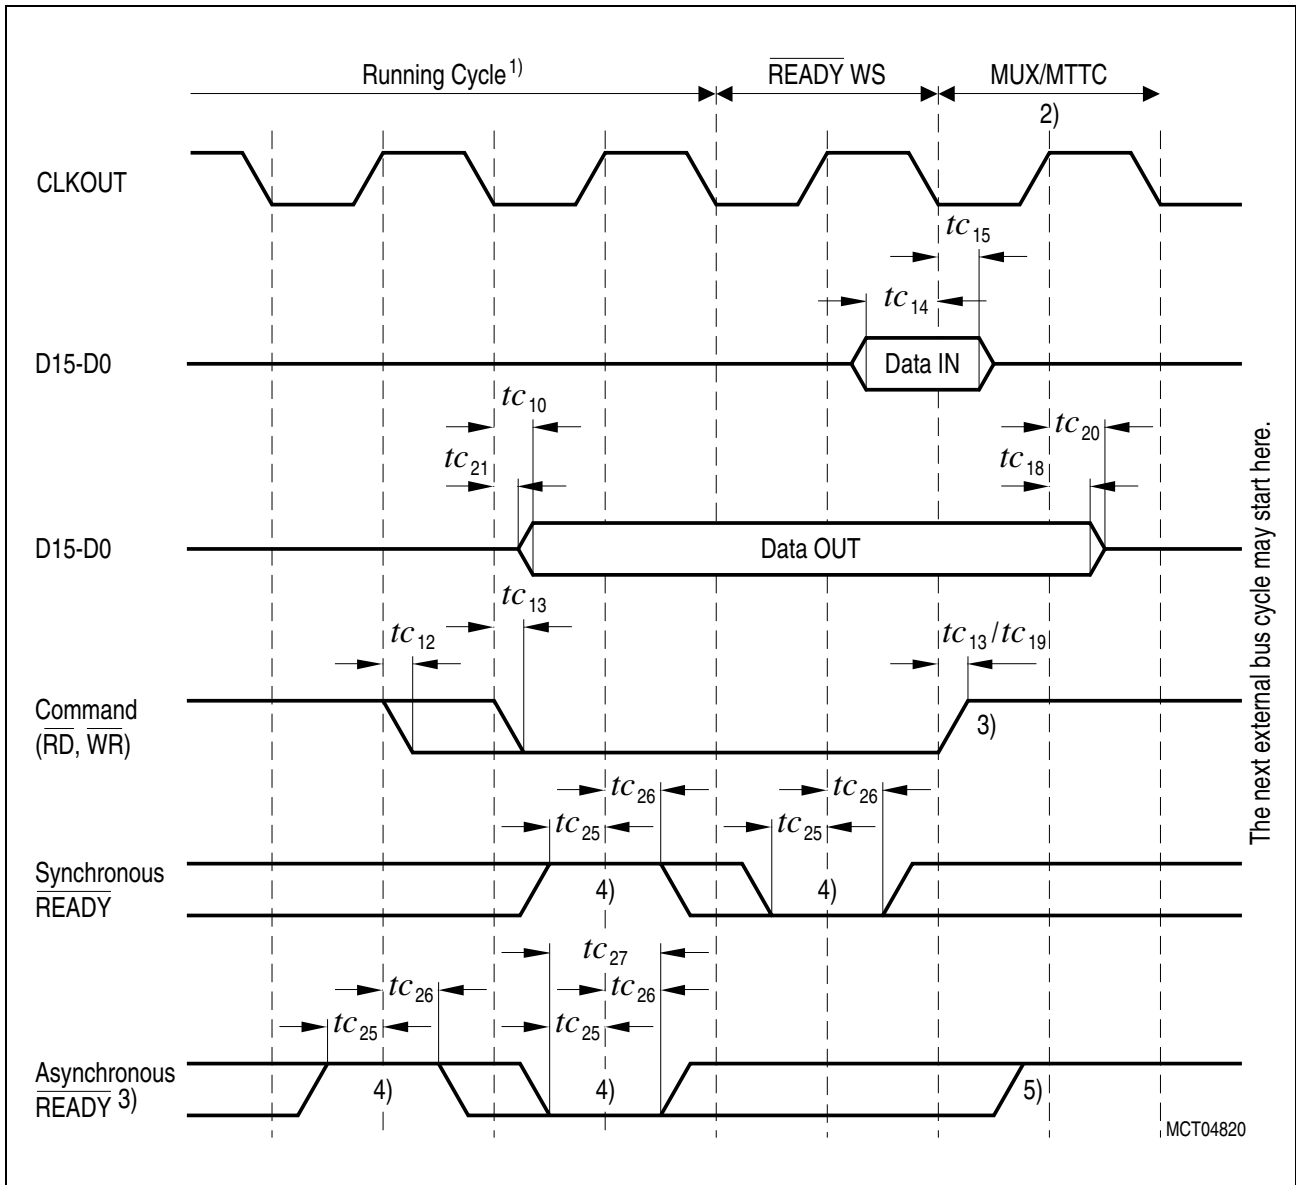 Running Cycle 1)
READY WS
MUX/MTTC
2)
CLKOUT
tc15
tc14
D15-D0
Data IN
tc10
tc20
tc21
tc18
D15-D0
Data OUT
tc13
tc12
tc13/tc19
Command
(RD, WR)
3)
tc26
tc26
tc25
tc25
Synchronous
READY
4)
4)
tc27
tc26
tc26
tc25
tc25
Asynchronous
READY 3)
4)
4)
5)
The next external bus cycle may start here.
MCT04820